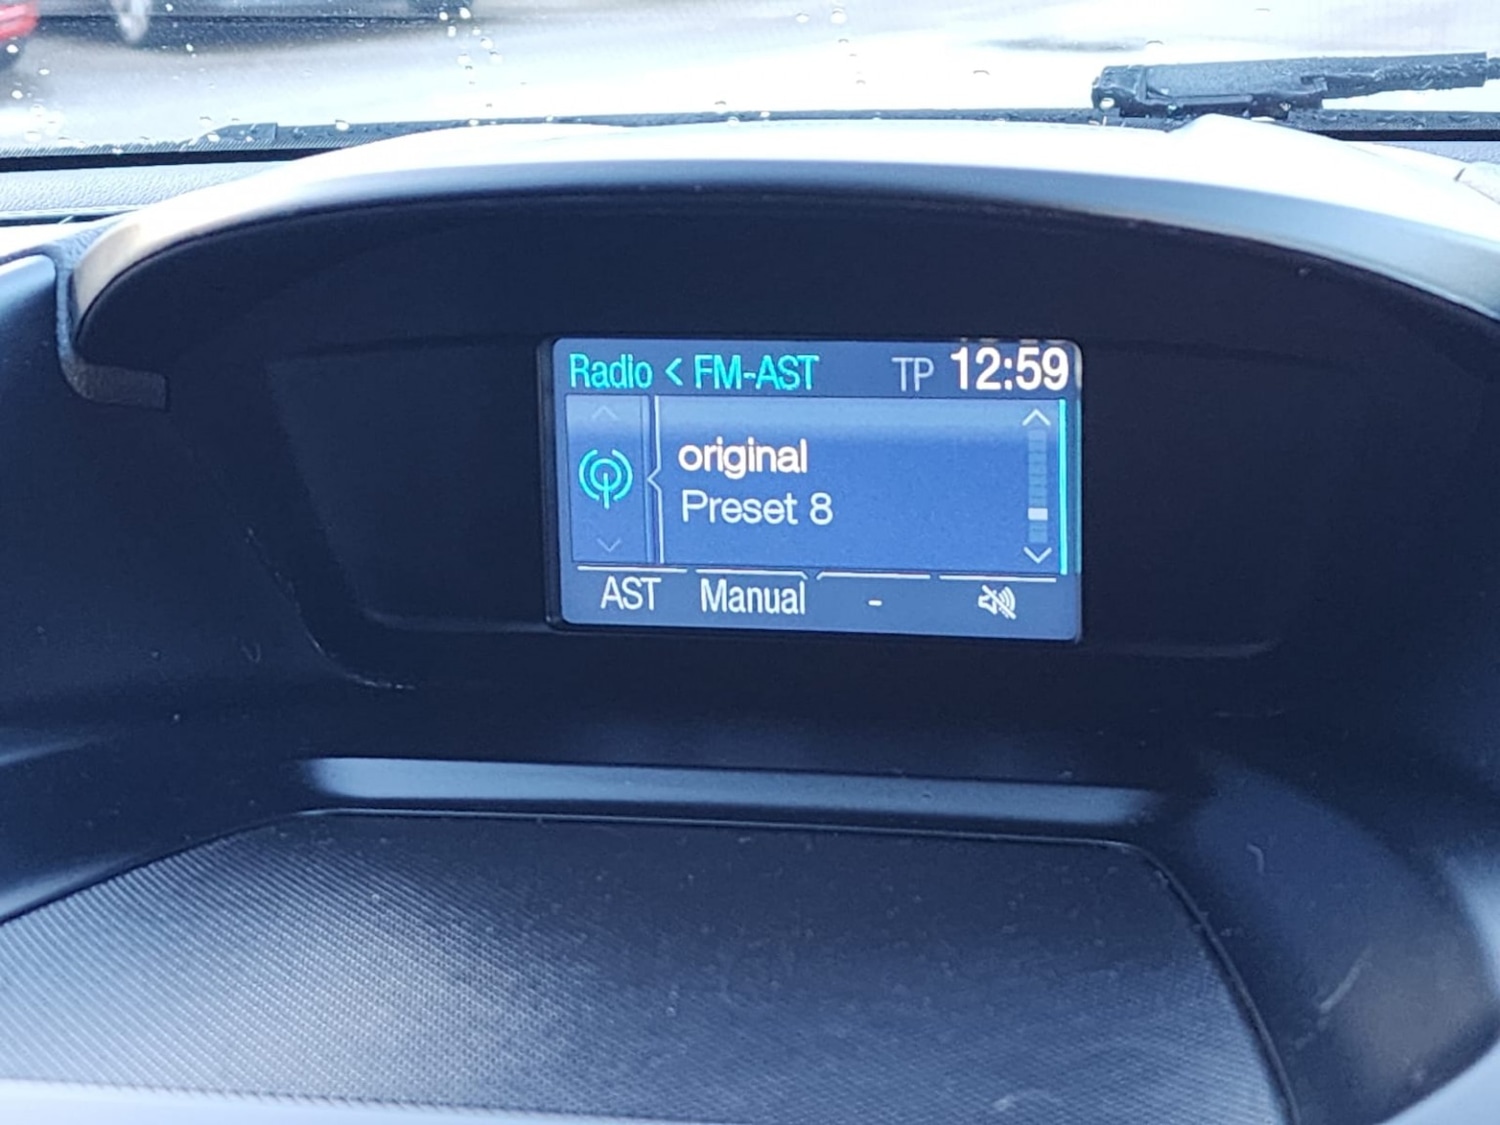 Radio < FM-AST TP 12:59
original
Preset 8
AST Manual -